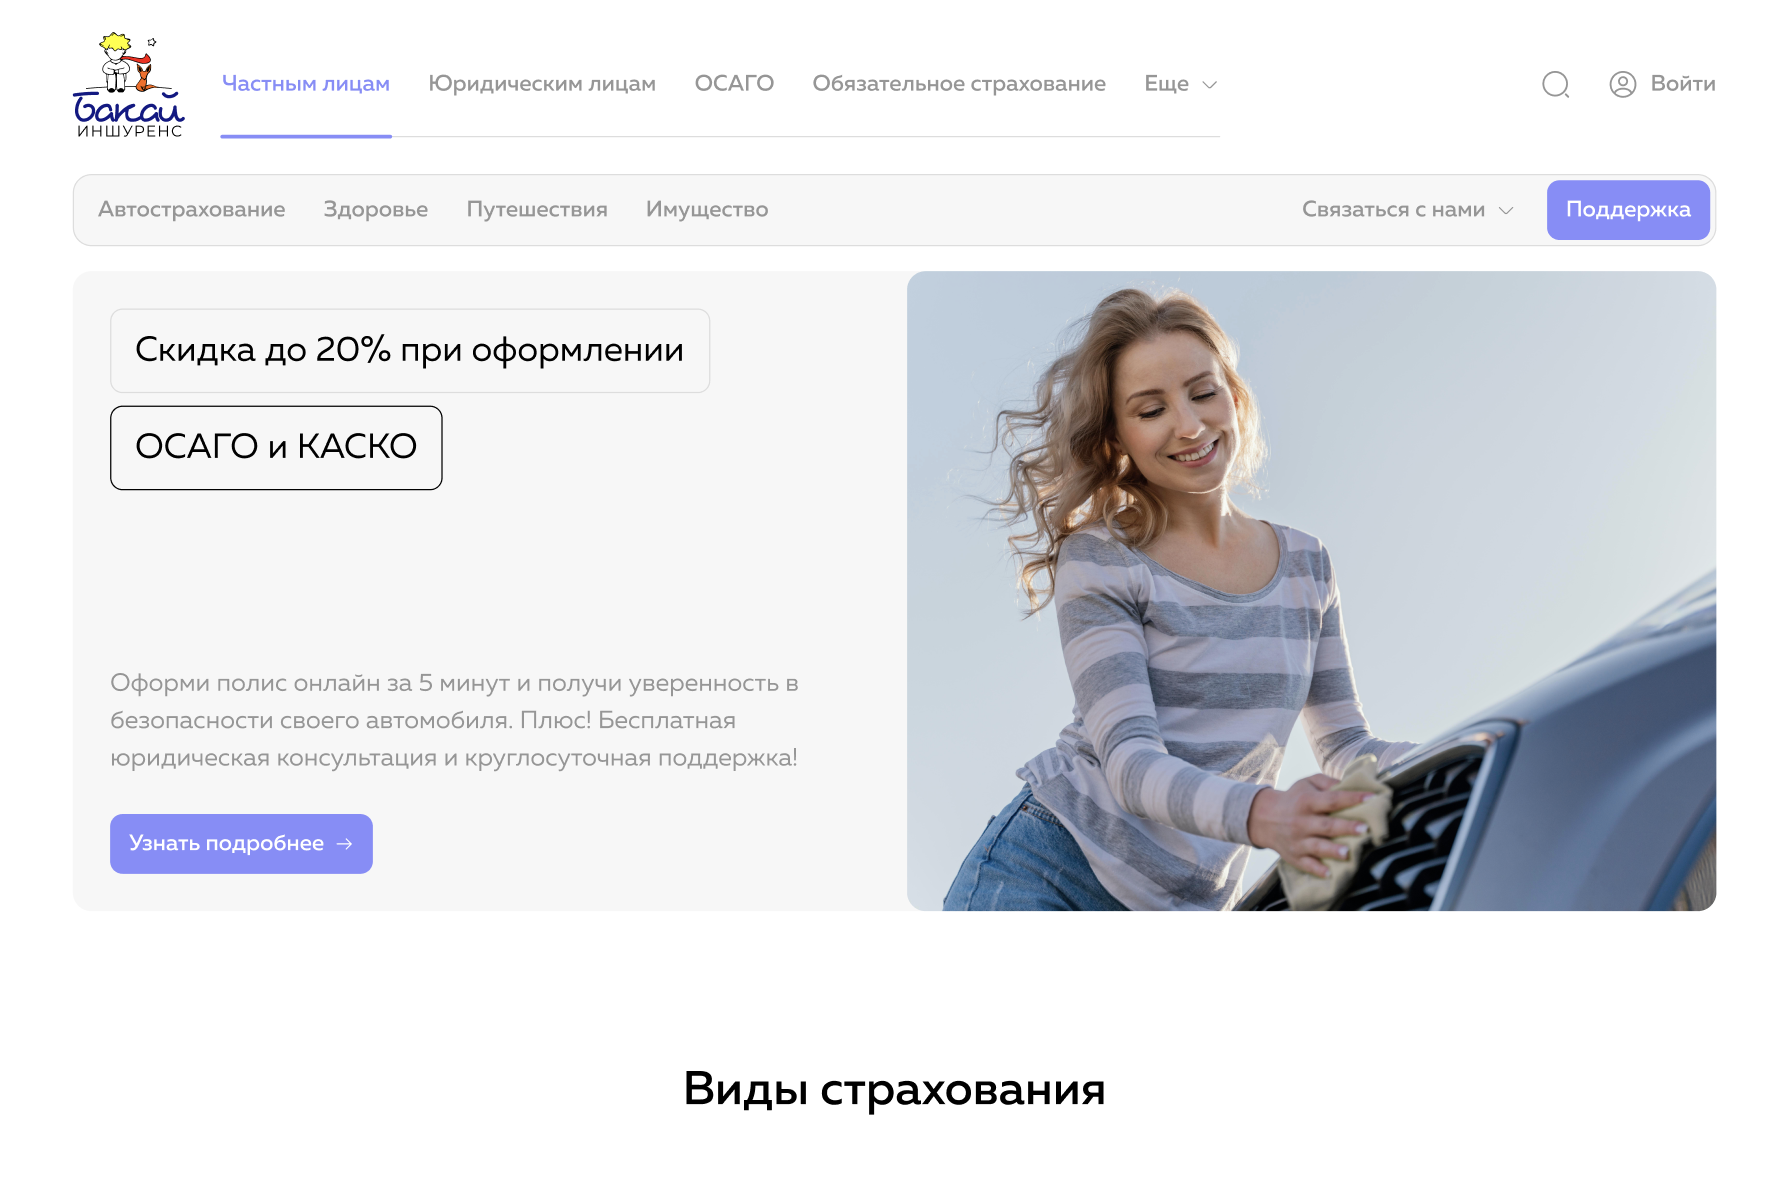 Бакай
ИНШУРЕНС
Частным лицам
Юридическим лицам
ОСАГО
Обязательное страхование
Еще
Войти
Автострахование
Здоровье
Путешествия
Имущество
Связаться с нами
Поддержка
Скидка до 20% при оформлении
ОСАГО и КАСКО
Оформи полис онлайн за 5 минут и получи уверенность в
безопасности своего автомобиля. Плюс! Бесплатная
юридическая консультация и круглосуточная поддержка!
Узнать подробнее →
Виды страхования